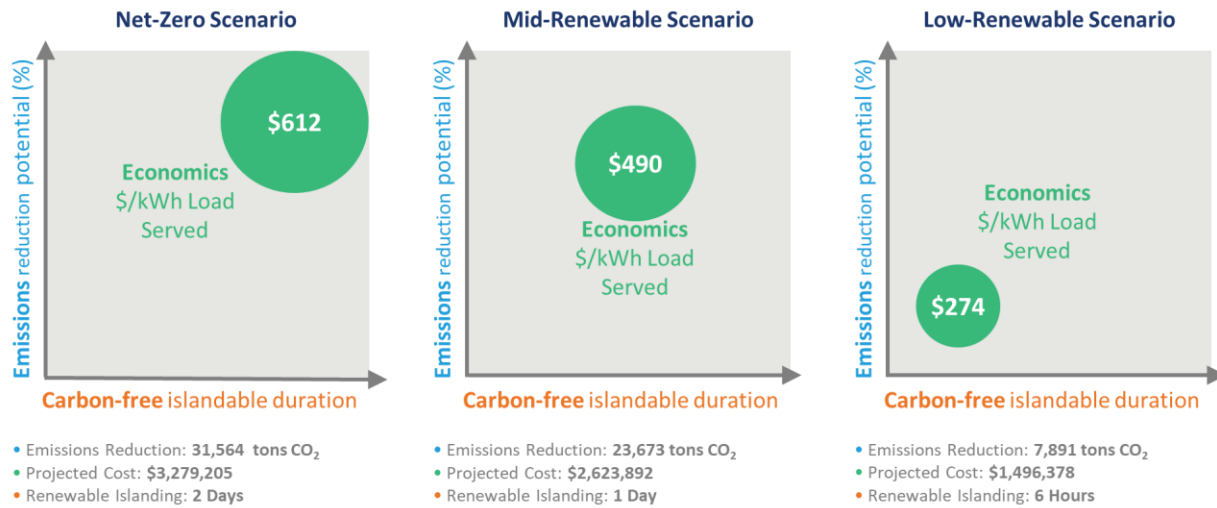 Net-Zero Scenario
Emissions reduction potential (%)
$612
Economics
$/kWh Load
Served
Carbon-free islandable duration
• Emissions Reduction: 31,564 tons CO₂
• Projected Cost: $3,279,205
• Renewable Islanding: 2 Days
Mid-Renewable Scenario
Emissions reduction potential (%)
$490
Economics
$/kWh Load
Served
Carbon-free islandable duration
• Emissions Reduction: 23,673 tons CO₂
• Projected Cost: $2,623,892
• Renewable Islanding: 1 Day
Low-Renewable Scenario
Emissions reduction potential (%)
Economics
$/kWh Load
Served
$274
Carbon-free islandable duration
• Emissions Reduction: 7,891 tons CO₂
• Projected Cost: $1,496,378
• Renewable Islanding: 6 Hours